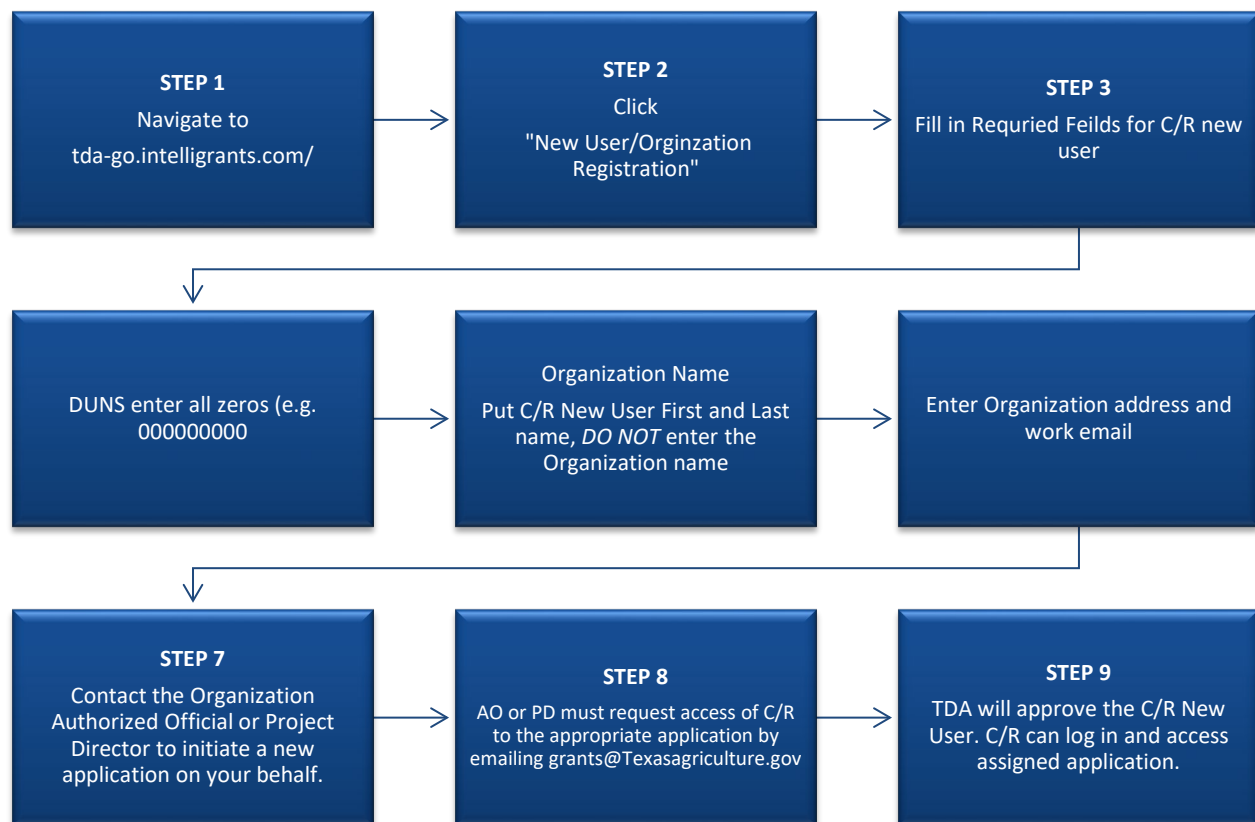 STEP 1
Navigate to
tda-go.intelligrants.com/
STEP 2
Click
"New User/Orginzation
Registration"
STEP 3
Fill in Requried Feilds for C/R new
user
DUNS enter all zeros (e.g.
000000000
Organization Name
Put C/R New User First and Last
name, DO NOT enter the
Organization name
Enter Organization address and
work email
STEP 7
Contact the Organization
Authorized Official or Project
Director to initiate a new
application on your behalf.
STEP 8
AO or PD must request access of C/R
to the appropriate application by
emailing grants@Texasagriculture.gov
STEP 9
TDA will approve the C/R New
User. C/R can log in and access
assigned application.